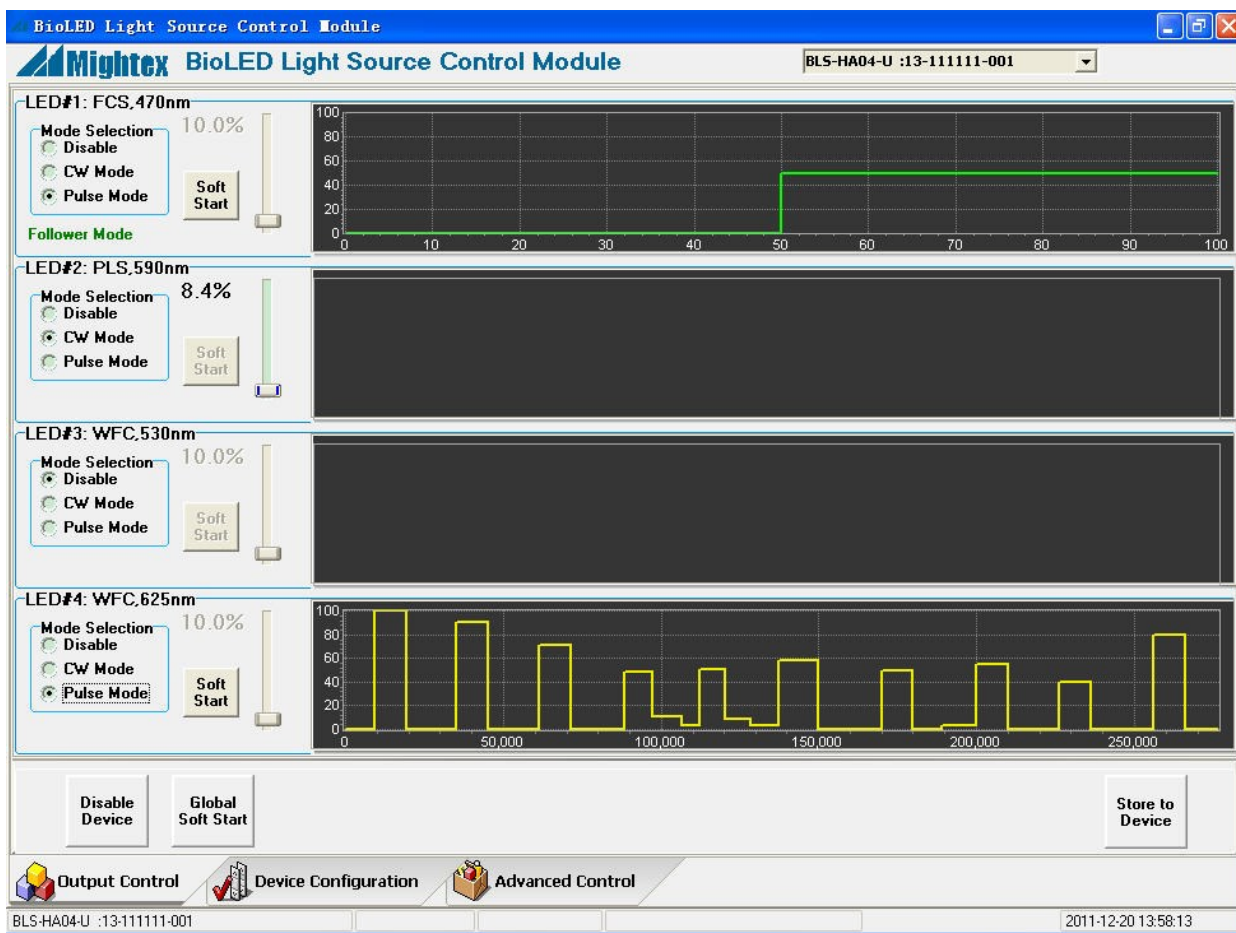 BioLED Light Source Control Module
Mightex BioLED Light Source Control Module
BLS-HA04-U :13-111111-001
LED#1: FCS,470nm
Mode Selection
10.0%
Disable
CW Mode
Pulse Mode
Soft Start
Follower Mode
100
80
60
40
20
0
0 10 20 30 40 50 60 70 80 90 100
LED#2: PLS,590nm
Mode Selection
8.4%
Disable
CW Mode
Pulse Mode
Soft Start
LED#3: WFC,530nm
Mode Selection
10.0%
Disable
CW Mode
Pulse Mode
Soft Start
LED#4: WFC,625nm
Mode Selection
10.0%
Disable
CW Mode
Pulse Mode
Soft Start
100
80
60
40
20
0
0 50,000 100,000 150,000 200,000 250,000
Disable Device
Global Soft Start
Store to Device
Output Control
Device Configuration
Advanced Control
BLS-HA04-U :13-111111-001
2011-12-20 13:58:13